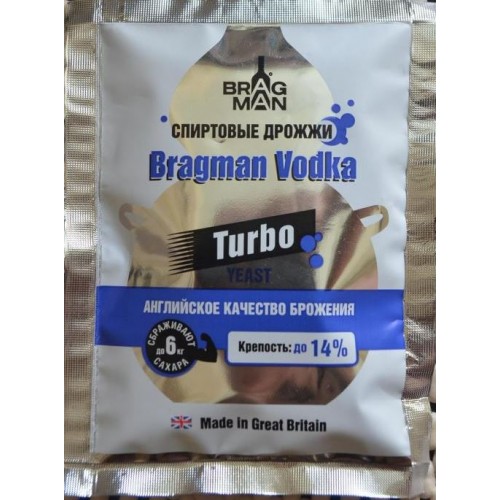 BRAG
MAN
СПИРТОВЫЕ ДРОЖЖИ
Bragman Vodka
Turbo
YEAST
АНГЛИЙСКОЕ КАЧЕСТВО БРОЖЕНИЯ
СБРАЖИВАЮТ
до 6 кг
САХАРА
Крепость: до 14%
Made in Great Britain